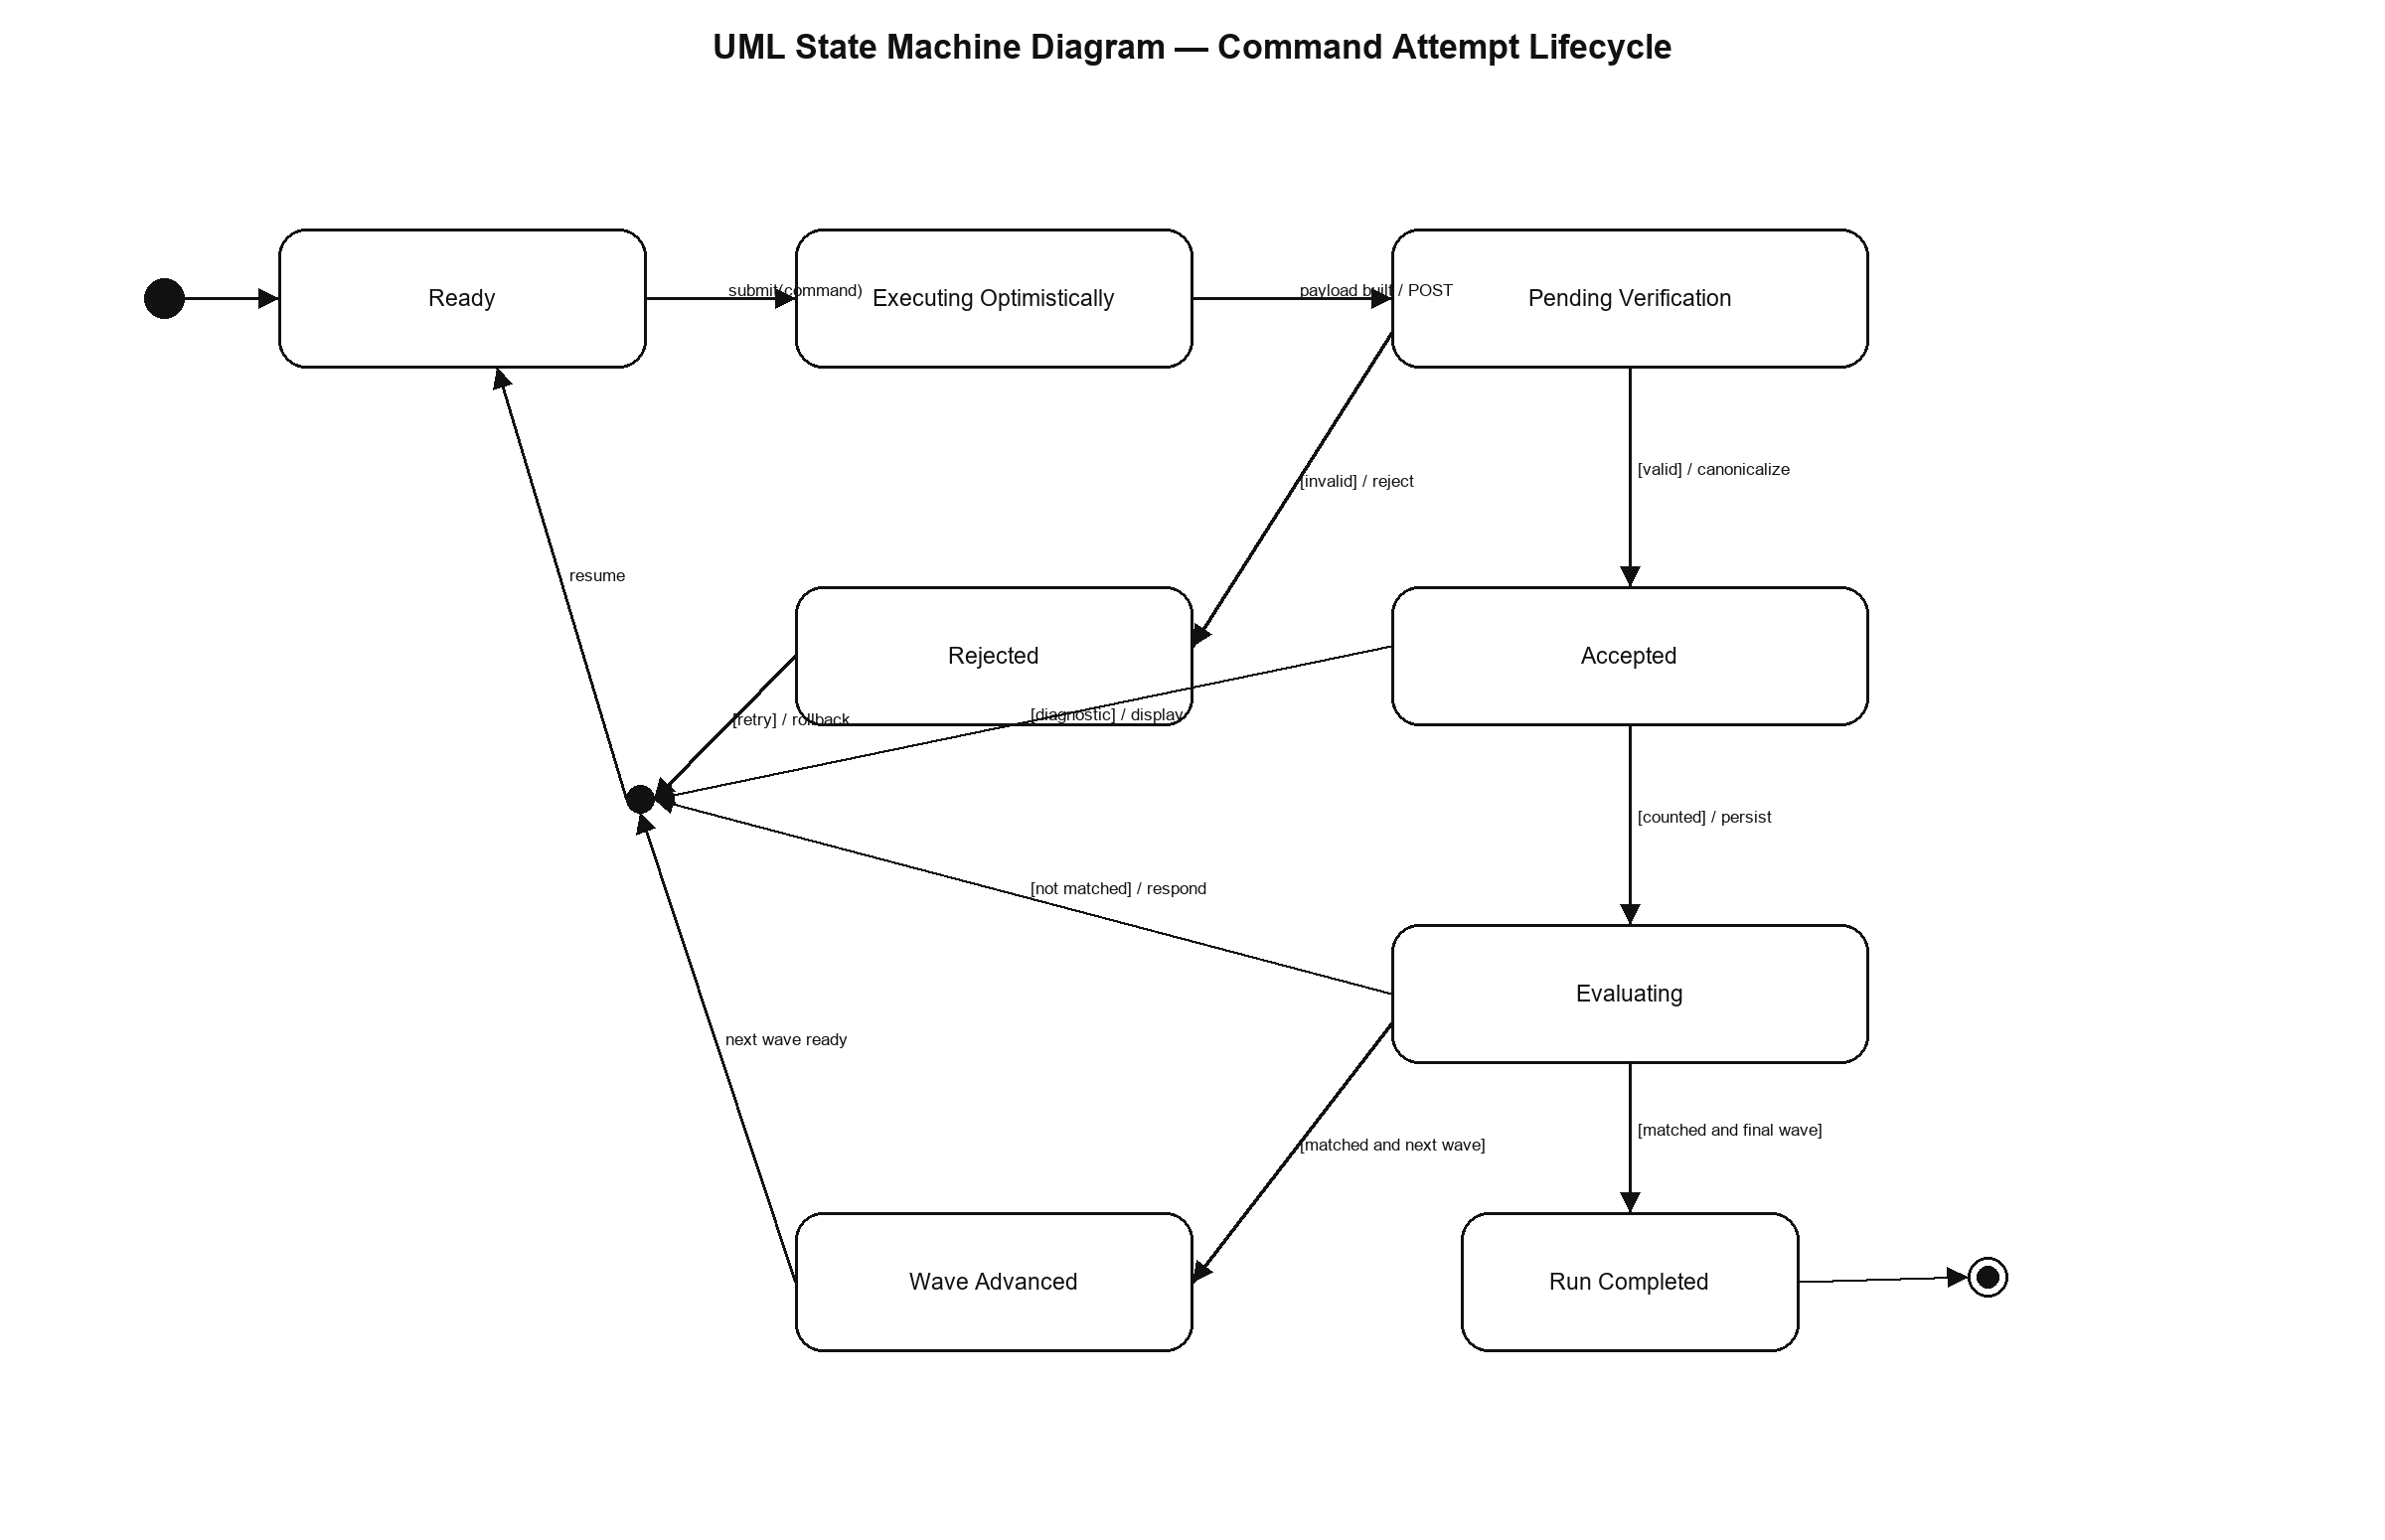 UML State Machine Diagram — Command Attempt Lifecycle
Ready
submit(command)
Executing Optimistically
payload built / POST
Pending Verification
[invalid] / reject
[valid] / canonicalize
resume
Rejected
Accepted
[retry] / rollback
[diagnostic] / display
[counted] / persist
[not matched] / respond
Evaluating
next wave ready
[matched and next wave]
[matched and final wave]
Wave Advanced
Run Completed